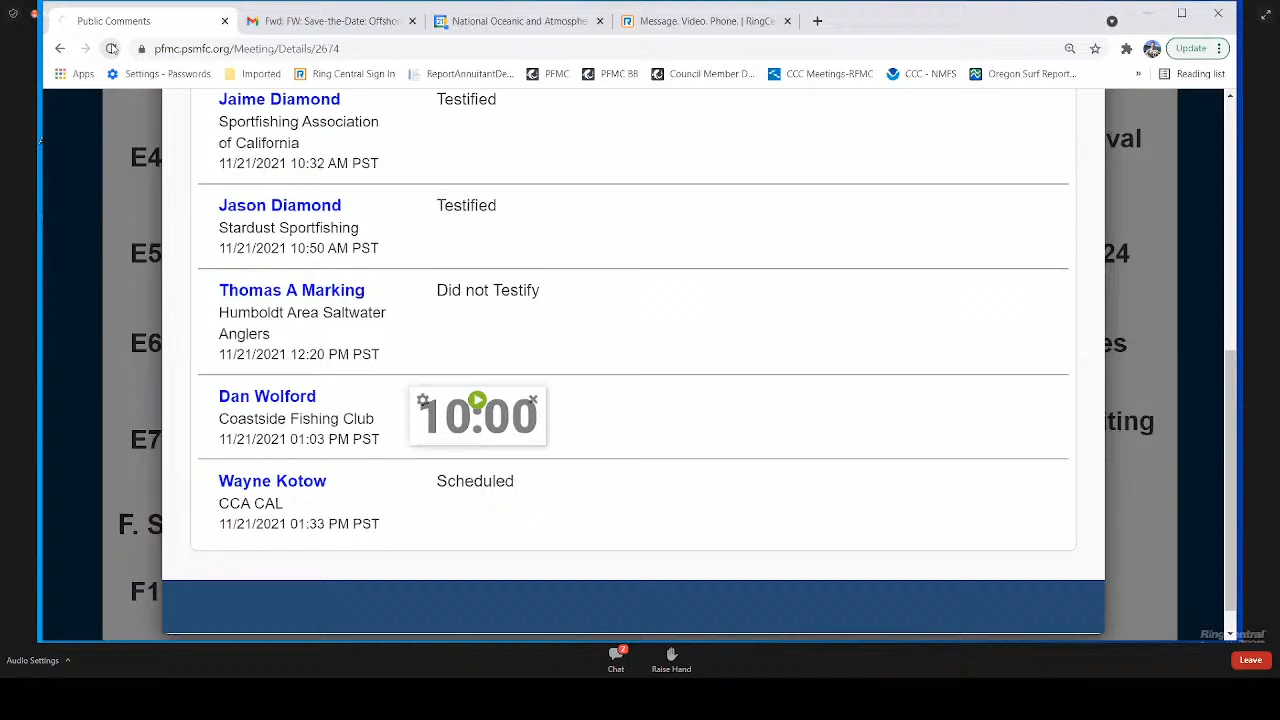 Public Comments
Fwd: FW: Save-the-Date: Offshor
National Oceanic and Atmosphe
Message. Video. Phone. | RingCe
pfmc.psmfc.org/Meeting/Details/2674
Update
Apps
Settings - Passwords
Imported
Ring Central Sign In
ReportAnnuitantCe...
PFMC
PFMC BB
Council Member D...
CCC Meetings-RFMC
CCC - NMFS
Oregon Surf Report...
»
Reading list
Jaime Diamond
Testified
Sportfishing Association
of California
11/21/2021 10:32 AM PST
Jason Diamond
Testified
Stardust Sportfishing
11/21/2021 10:50 AM PST
Thomas A Marking
Did not Testify
Humboldt Area Saltwater
Anglers
11/21/2021 12:20 PM PST
Dan Wolford
10:00
Coastside Fishing Club
11/21/2021 01:03 PM PST
Wayne Kotow
Scheduled
CCA CAL
11/21/2021 01:33 PM PST
E4
val
E5
24
E6
es
E7
iting
F. S
F1
RingCentral
Audio Settings
2
Chat
Raise Hand
Leave